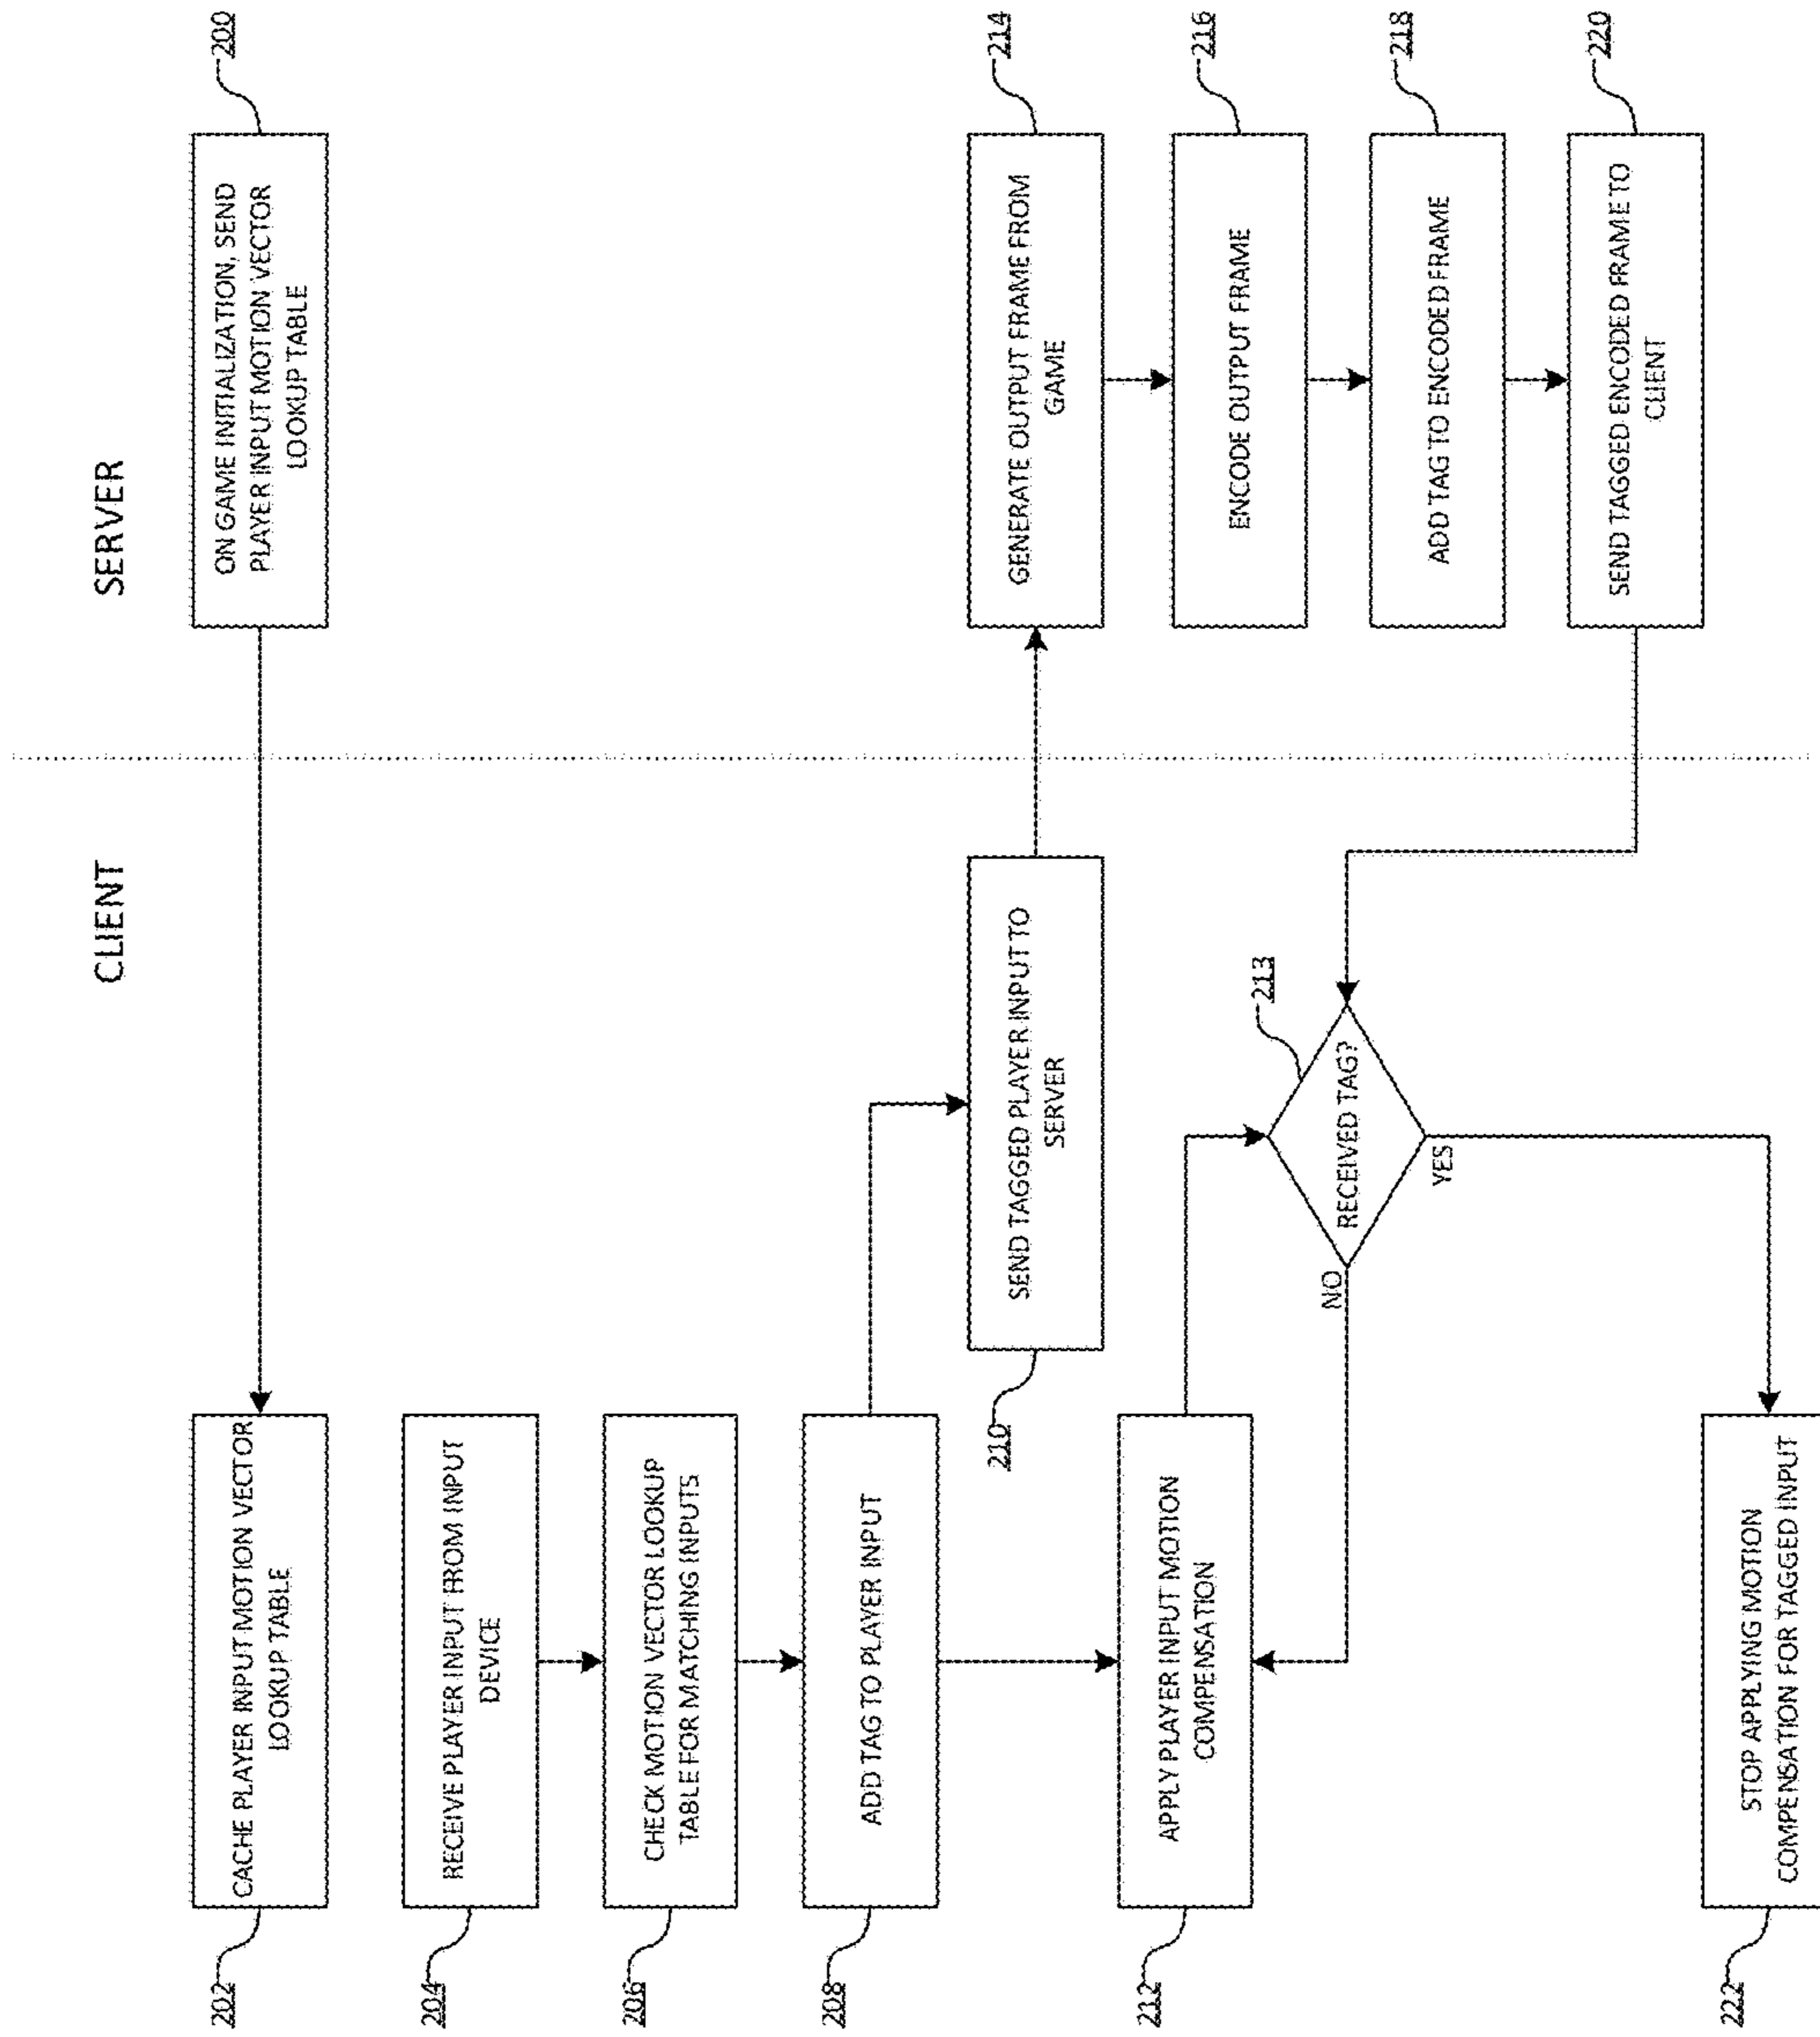 CLIENT
SERVER
202
CACHE PLAYER INPUT MOTION VECTOR
LOOKUP TABLE
ON GAME INITIALIZATION, SEND
PLAYER INPUT MOTION VECTOR
LOOKUP TABLE
200
204
RECEIVE PLAYER INPUT FROM INPUT
DEVICE
206
CHECK MOTION VECTOR LOOKUP
TABLE FOR MATCHING INPUTS
208
ADD TAG TO PLAYER INPUT
210
SEND TAGGED PLAYER INPUT TO
SERVER
GENERATE OUTPUT FRAME FROM
GAME
214
212
APPLY PLAYER INPUT MOTION
COMPENSATION
ENCODE OUTPUT FRAME
216
213
NO
RECEIVED TAG?
YES
ADD TAG TO ENCODED FRAME
218
SEND TAGGED ENCODED FRAME TO
CLIENT
220
222
STOP APPLYING MOTION
COMPENSATION FOR TAGGED INPUT